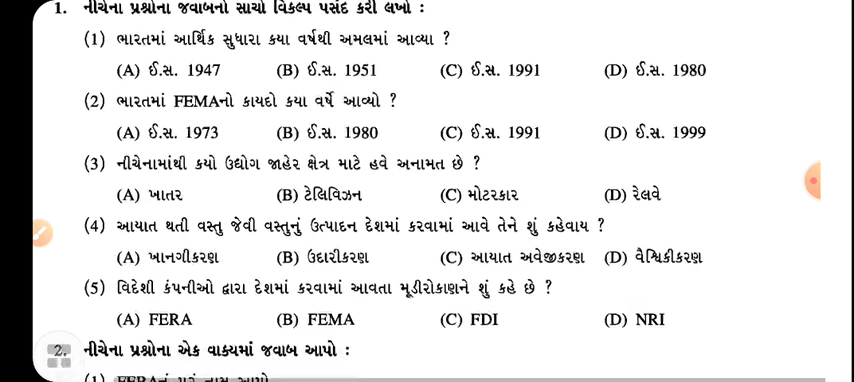 1. નીચેના પ્રશ્નોના જવાબનો સાચો વિકલ્પ પસંદ કરી લખો :
(1) ભારતમાં આર્થિક સુધારા કયા વર્ષથી અમલમાં આવ્યા ?
(A) ઈ.સ. 1947 (B) ઈ.સ. 1951 (C) ઈ.સ. 1991 (D) ઈ.સ. 1980
(2) ભારતમાં FEMAનો કાયદો કયા વર્ષે આવ્યો ?
(A) ઈ.સ. 1973 (B) ઈ.સ. 1980 (C) ઈ.સ. 1991 (D) ઈ.સ. 1999
(3) નીચેનામાંથી કયો ઉદ્યોગ જાહેર ક્ષેત્ર માટે હવે અનામત છે ?
(A) ખાતર (B) ટેલિવિઝન (C) મોટરકાર (D) રેલવે
(4) આયાત થતી વસ્તુ જેવી વસ્તુનું ઉત્પાદન દેશમાં કરવામાં આવે તેને શું કહેવાય ?
(A) ખાનગીકરણ (B) ઉદારીકરણ (C) આયાત અવેજીકરણ (D) વૈશ્વિકીકરણ
(5) વિદેશી કંપનીઓ દ્વારા દેશમાં કરવામાં આવતા મૂડીરોકાણને શું કહે છે ?
(A) FERA (B) FEMA (C) FDI (D) NRI
2. નીચેના પ્રશ્નોના એક વાક્યમાં જવાબ આપો :
(1) FERAનું પૂરું નામ આપો.